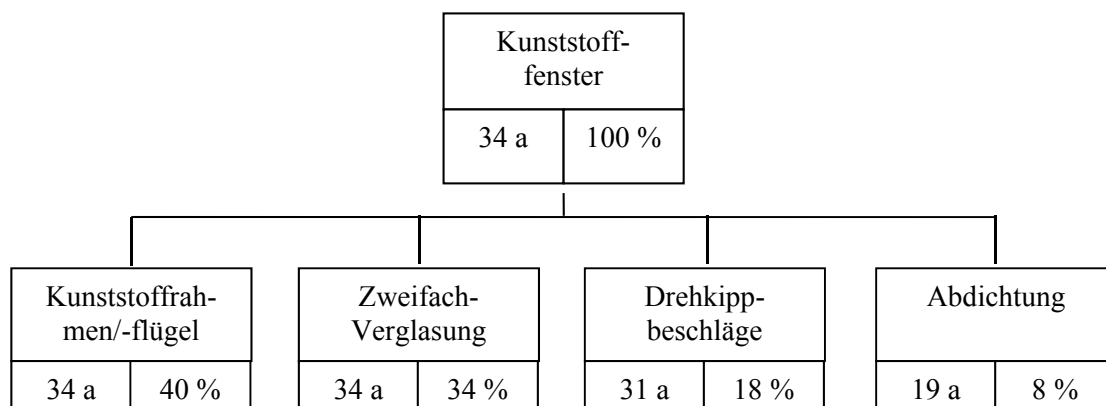 Kunststoff-
fenster
34 a 100 %
Kunststoffrah-
men/-flügel
34 a 40 %
Zweifach-
Verglasung
34 a 34 %
Drehkipp-
beschläge
31 a 18 %
Abdichtung
19 a 8 %